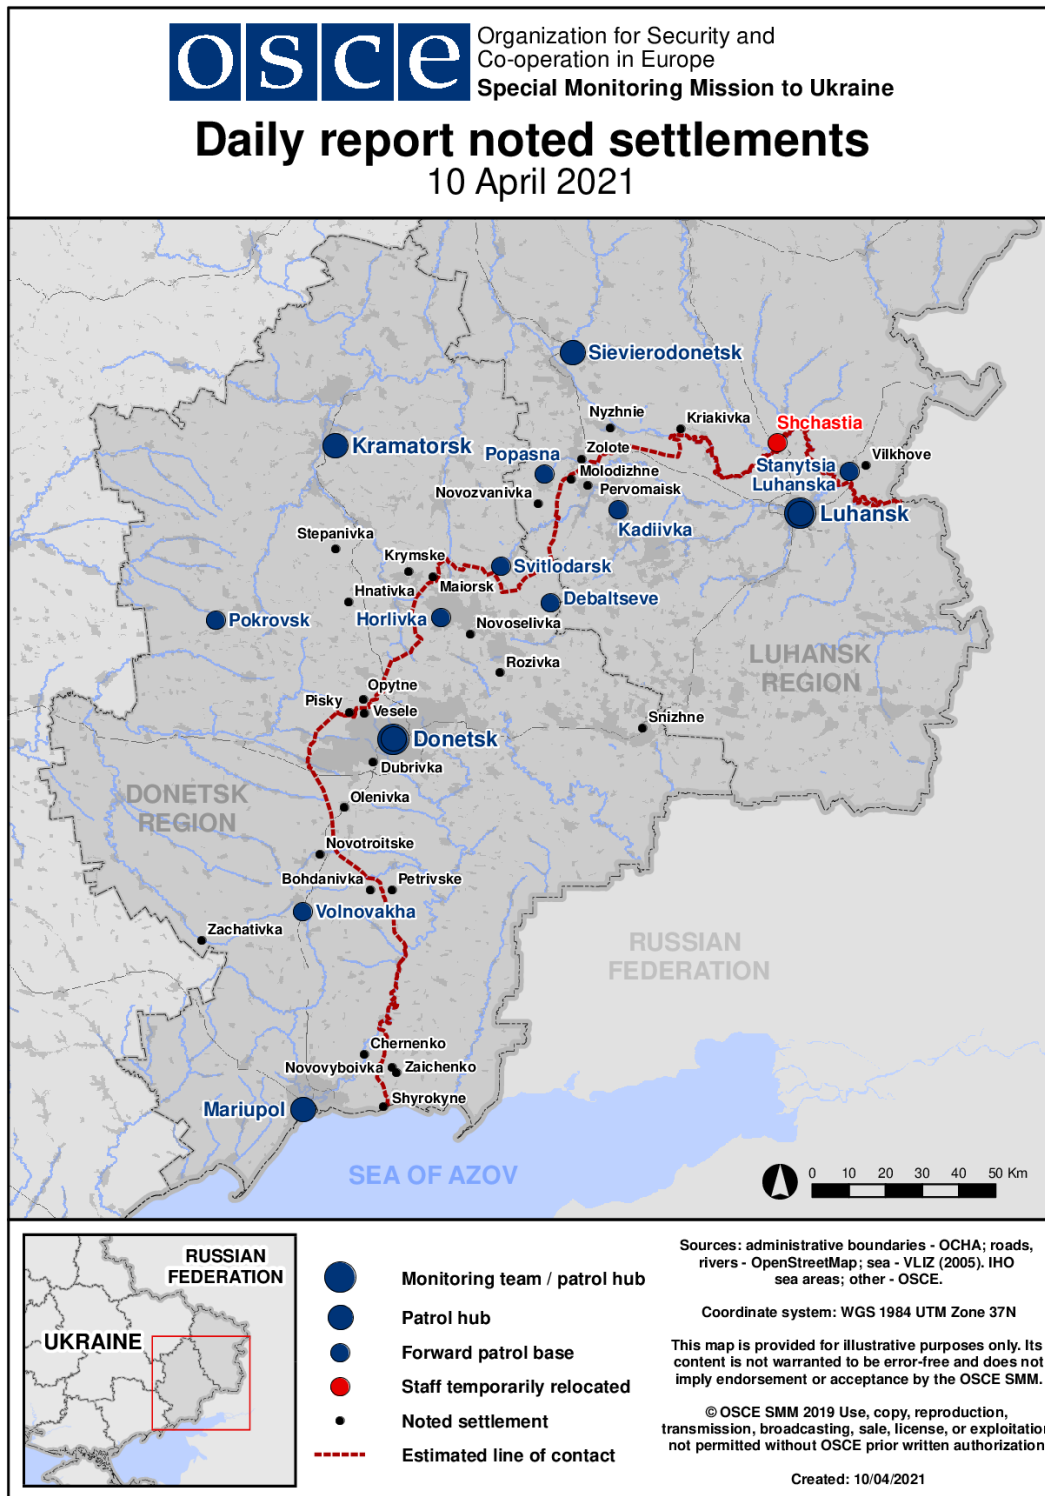 osce
Organization for Security and
Co-operation in Europe
Special Monitoring Mission to Ukraine
Daily report noted settlements
10 April 2021
Sievierodonetsk
Nyzhnie
Kriakivka
Shchastia
Kramatorsk
Popasna
Zolote
Stanytsia
Luhanska
Vilkhove
Molodizhne
Novozvanivka
Pervomaisk
Kadiivka
Luhansk
Stepanivka
Krymske
Svitlodarsk
Maiorsk
Hnativka
Debaltseve
Pokrovsk
Horlivka
Novoselivka
Rozivka
LUHANSK
REGION
Opytne
Pisky
Vesele
Snizhne
Donetsk
Dubrivka
DONETSK
REGION
Olenivka
Novotroitske
Bohdanivka
Petrivske
Volnovakha
Zachativka
RUSSIAN
FEDERATION
Chernenko
Novovyboivka
Zaichenko
Shyrokyne
Mariupol
SEA OF AZOV
0 10 20 30 40 50 Km
RUSSIAN
FEDERATION
UKRAINE
Monitoring team / patrol hub
Patrol hub
Forward patrol base
Staff temporarily relocated
Noted settlement
Estimated line of contact
Sources: administrative boundaries - OCHA; roads,
rivers - OpenStreetMap; sea - VLIZ (2005). IHO
sea areas; other - OSCE.
Coordinate system: WGS 1984 UTM Zone 37N
This map is provided for illustrative purposes only. Its
content is not warranted to be error-free and does not
imply endorsement or acceptance by the OSCE SMM.
© OSCE SMM 2019 Use, copy, reproduction,
transmission, broadcasting, sale, license, or exploitation
not permitted without OSCE prior written authorization
Created: 10/04/2021